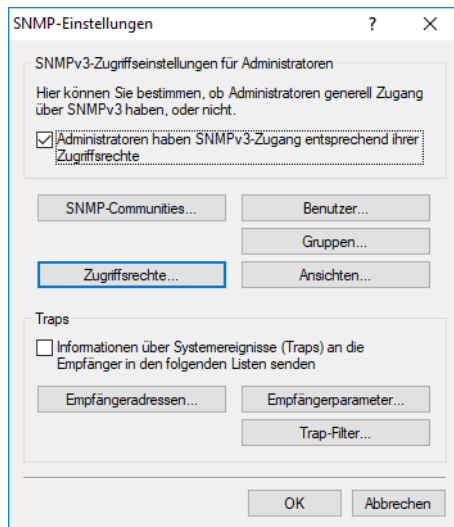 SNMP-Einstellungen ? ×
SNMPv3-Zugriffseinstellungen für Administratoren
Hier können Sie bestimmen, ob Administratoren generell Zugang
über SNMPv3 haben, oder nicht.
Administratoren haben SNMPv3-Zugang entsprechend ihrer
Zugriffsrechte
SNMP-Communities... Benutzer...
Gruppen...
Zugriffsrechte... Ansichten...
Traps
Informationen über Systemereignisse (Traps) an die
Empfänger in den folgenden Listen senden
Empfängeradressen... Empfängerparameter...
Trap-Filter...
OK Abbrechen